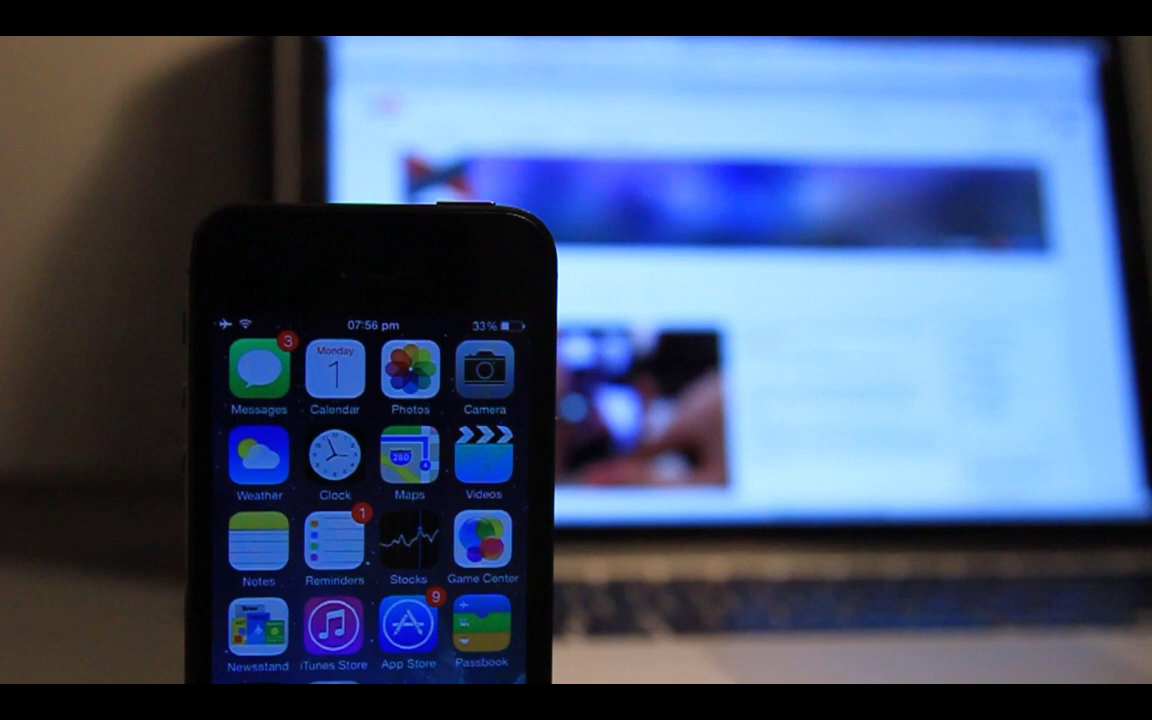 07:56 pm 33%
3
Monday
1
Messages Calendar Photos Camera
280
Weather Clock Maps Videos
1
Notes Reminders Stocks Game Center
9
Newsstand iTunes Store App Store Passbook